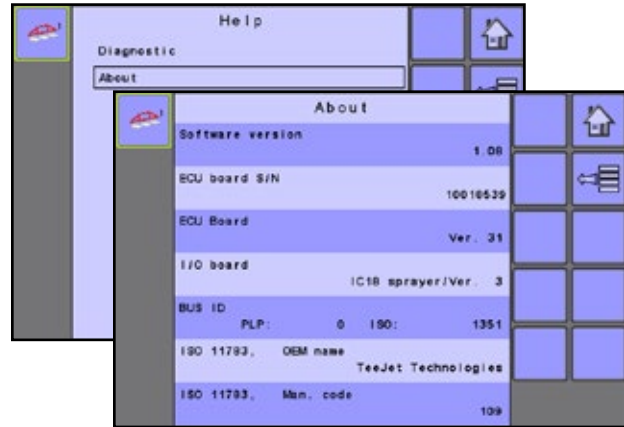 Help
Diagnostic
About
About
Software version
1.08
ECU board S/N
10010539
ECU Board
Ver. 31
I/O board
IC18 sprayer/Ver. 3
BUS ID
PLP: 0 ISO: 1351
ISO 11783, OEM name
TeeJet Technologies
ISO 11783, Man. code
109